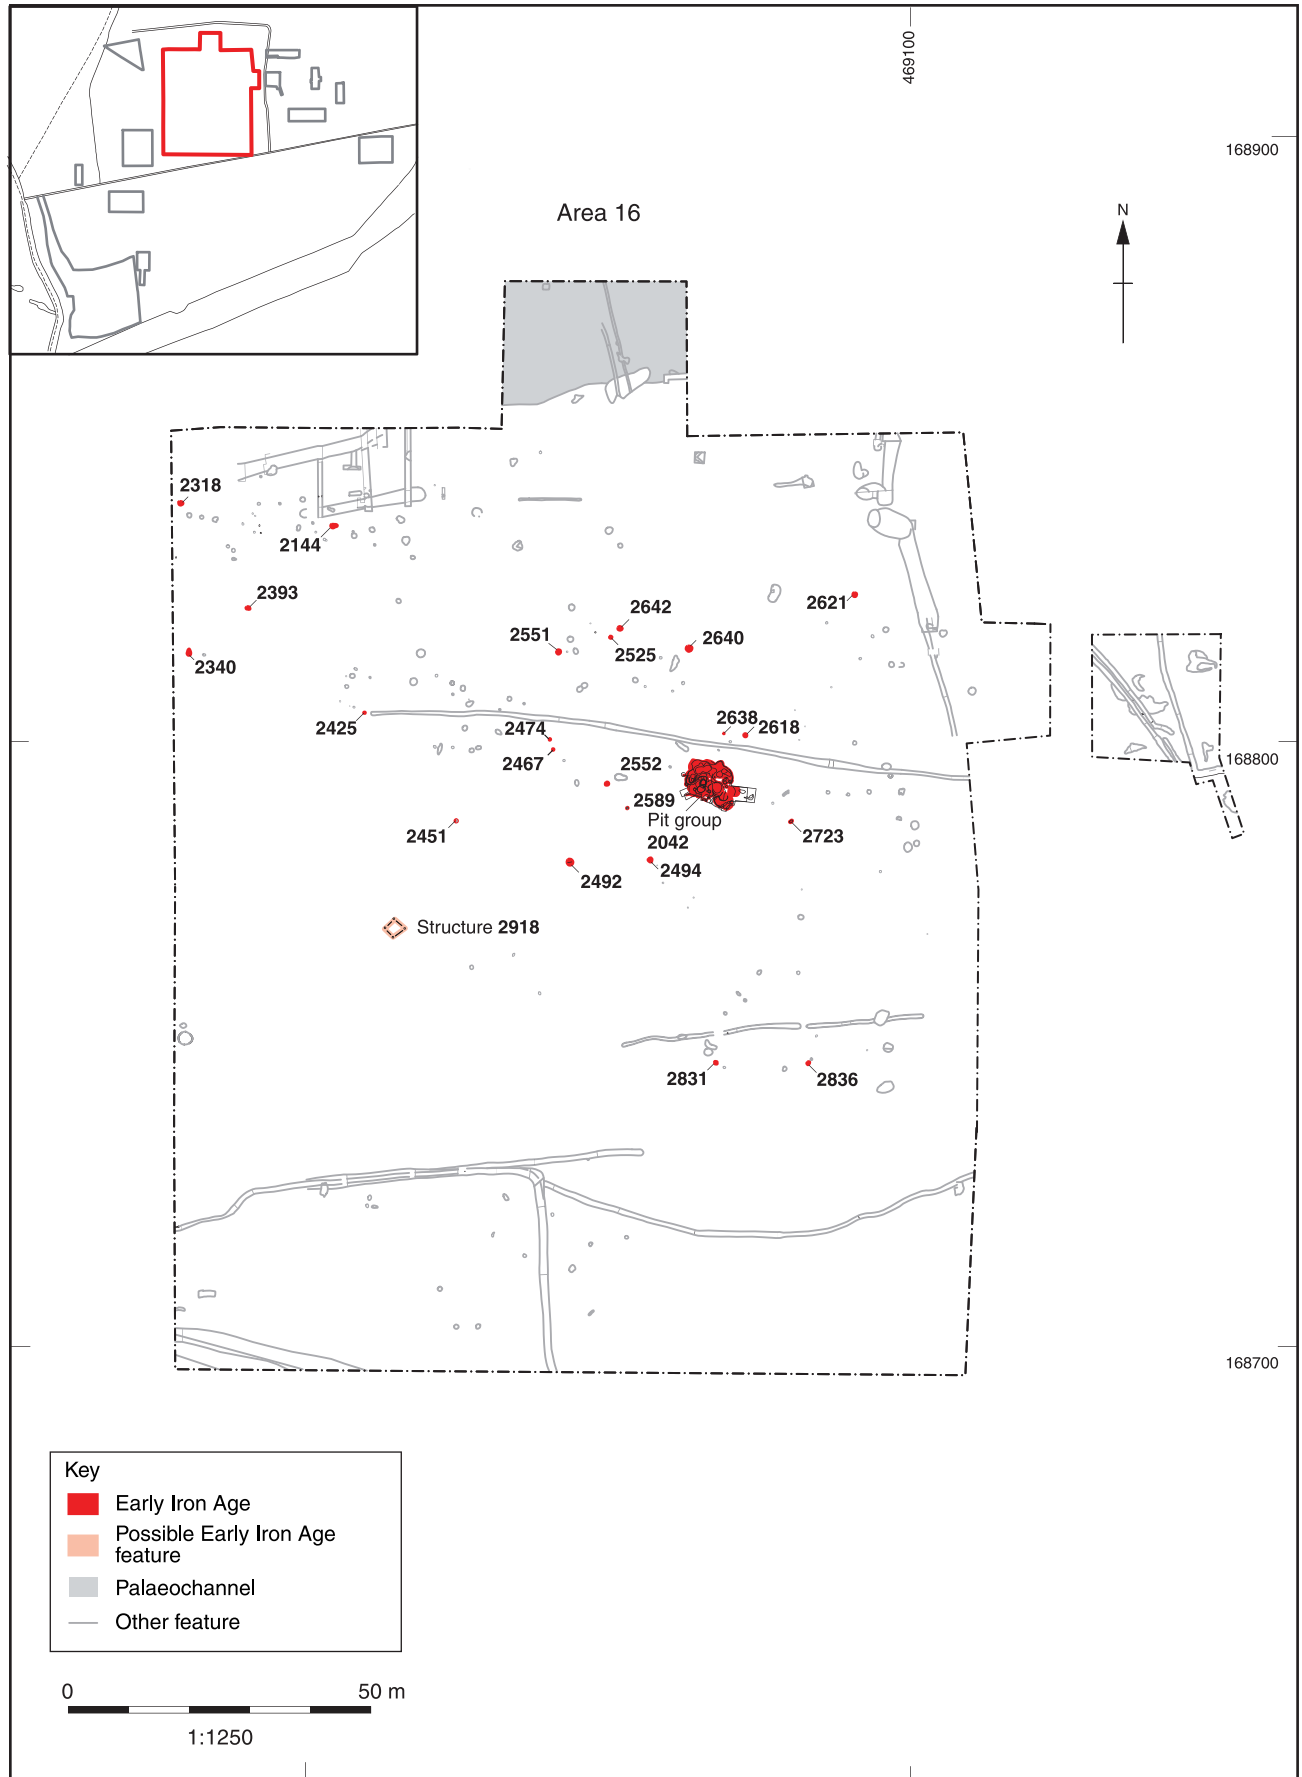 469100
168900
Area 16
N
2318
2144
2393
2642
2621
2551
2640
2525
2340
2425
2474
2638
2618
2467
168800
2552
2589
Pit group
2042
2451
2723
2494
2492
Structure 2918
2831
2836
168700
Key
Early Iron Age
Possible Early Iron Age
feature
Palaeochannel
Other feature
0
50 m
1:1250